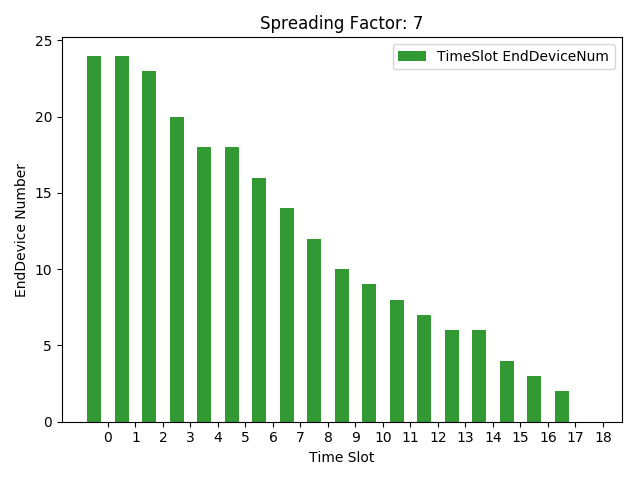 Spreading Factor: 7
25
20
15
10
5
0
EndDevice Number
TimeSlot EndDeviceNum
0 1 2 3 4 5 6 7 8 9 10 11 12 13 14 15 16 17 18
Time Slot